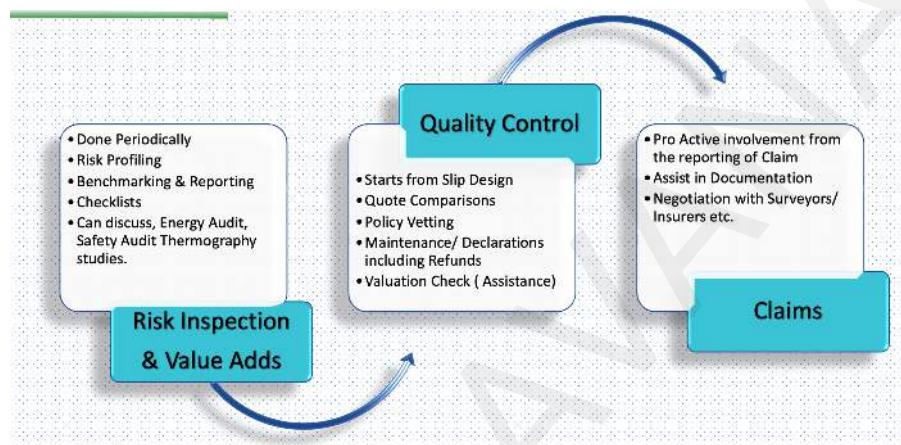 • Done Periodically
• Risk Profiling
• Benchmarking & Reporting
• Checklists
• Can discuss, Energy Audit,
Safety Audit Thermography
studies.
Risk Inspection
& Value Adds
Quality Control
• Starts from Slip Design
• Quote Comparisons
• Policy Vetting
• Maintenance/ Declarations
including Refunds
• Valuation Check ( Assistance)
• Pro Active involvement from
the reporting of Claim
• Assist in Documentation
• Negotiation with Surveyors/
Insurers etc.
Claims